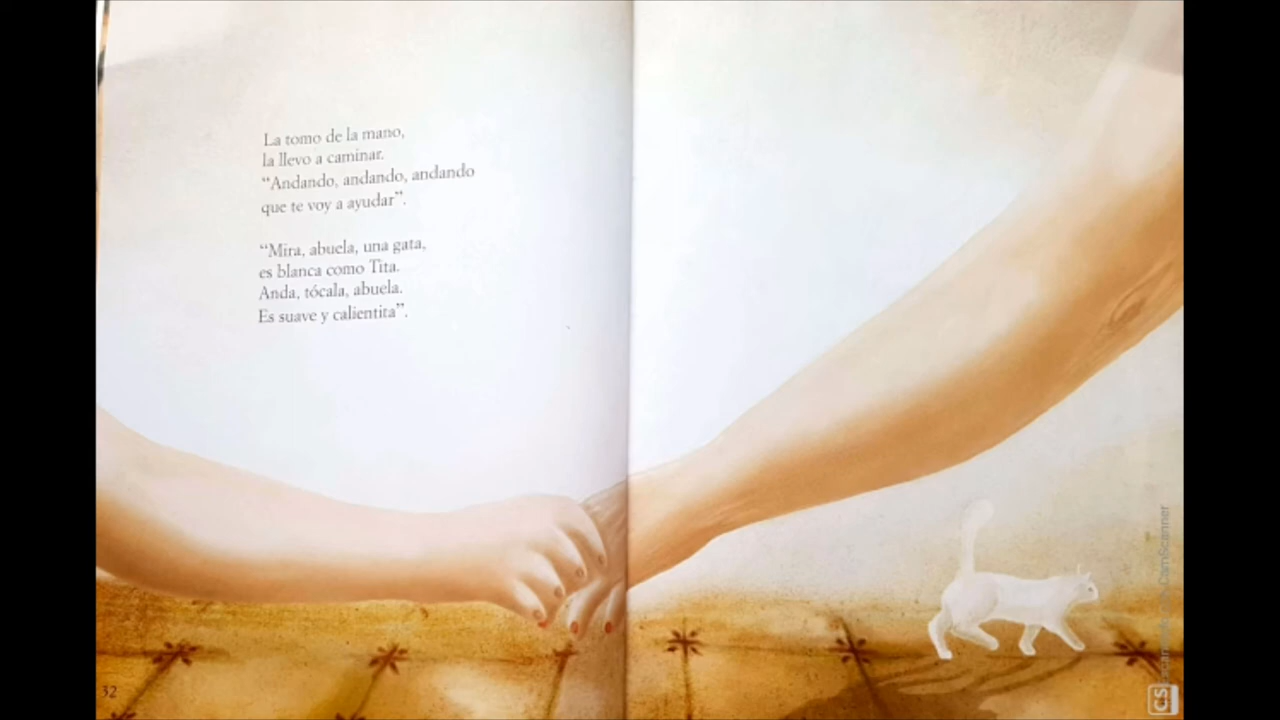 La tomo de la mano,
la llevo a caminar.
“Andando, andando, andando
que te voy a ayudar”.
“Mira, abuela, una gata,
es blanca como Tita.
Anda, tócala, abuela.
Es suave y calientita”.
32
CS
CamScanner